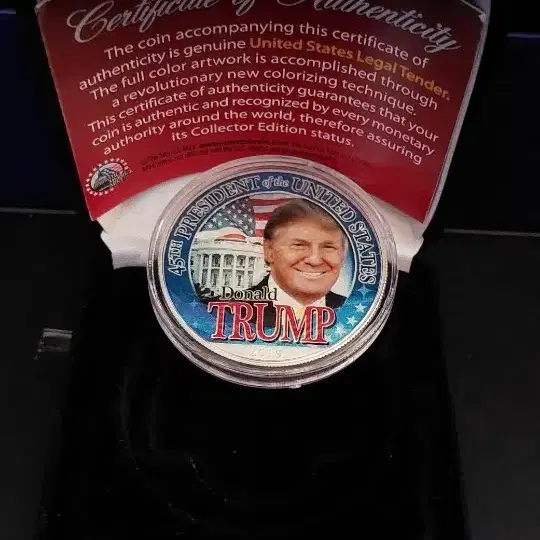 Certificate of Authenticity
The coin accompanying this certificate of
authenticity is genuine United States Legal Tender.
The full color artwork is accomplished through
a revolutionary new colorizing technique.
This certificate of authenticity guarantees that your
coin is authentic and recognized by every monetary
authority around the world, therefore assuring
its Collector Edition status.
45TH PRESIDENT of the UNITED STATES
Donald
TRUMP